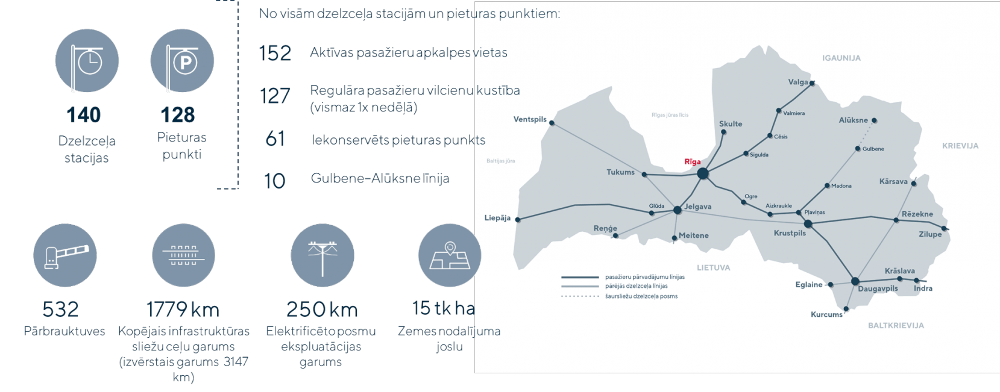 No visām dzelzceļa stacijām un pieturas punktiem:
140
Dzelzceļa
stacijas
128
Pieturas
punkti
152 Aktīvas pasažieru apkalpes vietas
127 Regulāra pasažieru vilcienu kustība
(vismaz 1x nedēļā)
61 Iekonservēts pieturas punkts
10 Gulbene–Alūksne līnija
532
Pārbrauktuves
1779 km
Kopējais infrastruktūras
sliežu ceļu garums
(izvērstais garums 3147
km)
250 km
Elektrificēto posmu
ekspluatācijas
garums
15 tk ha
Zemes nodalījuma
joslu
IGAUNIJA
Valga
Valmiera
Rīgas jūras līcis
Alūksne
Ventspils
Skulte
Cēsis
KRIEVIJA
Gulbene
Sigulda
Baltijas jūra
Rīga
Tukums
Kārsava
Madona
Ogre
Glūda
Jelgava
Aizkraukle
Pļaviņas
Rēzekne
Liepāja
Reņģe
Meitene
Krustpils
Zilupe
LIETUVA
Krāslava
pasažieru pārvadājumu līnijas
pārējās dzelzceļa līnijas
šaursliežu dzelzceļa posms
Eglaine
Daugavpils
Indra
Kurcums
BALTKRIEVIJA